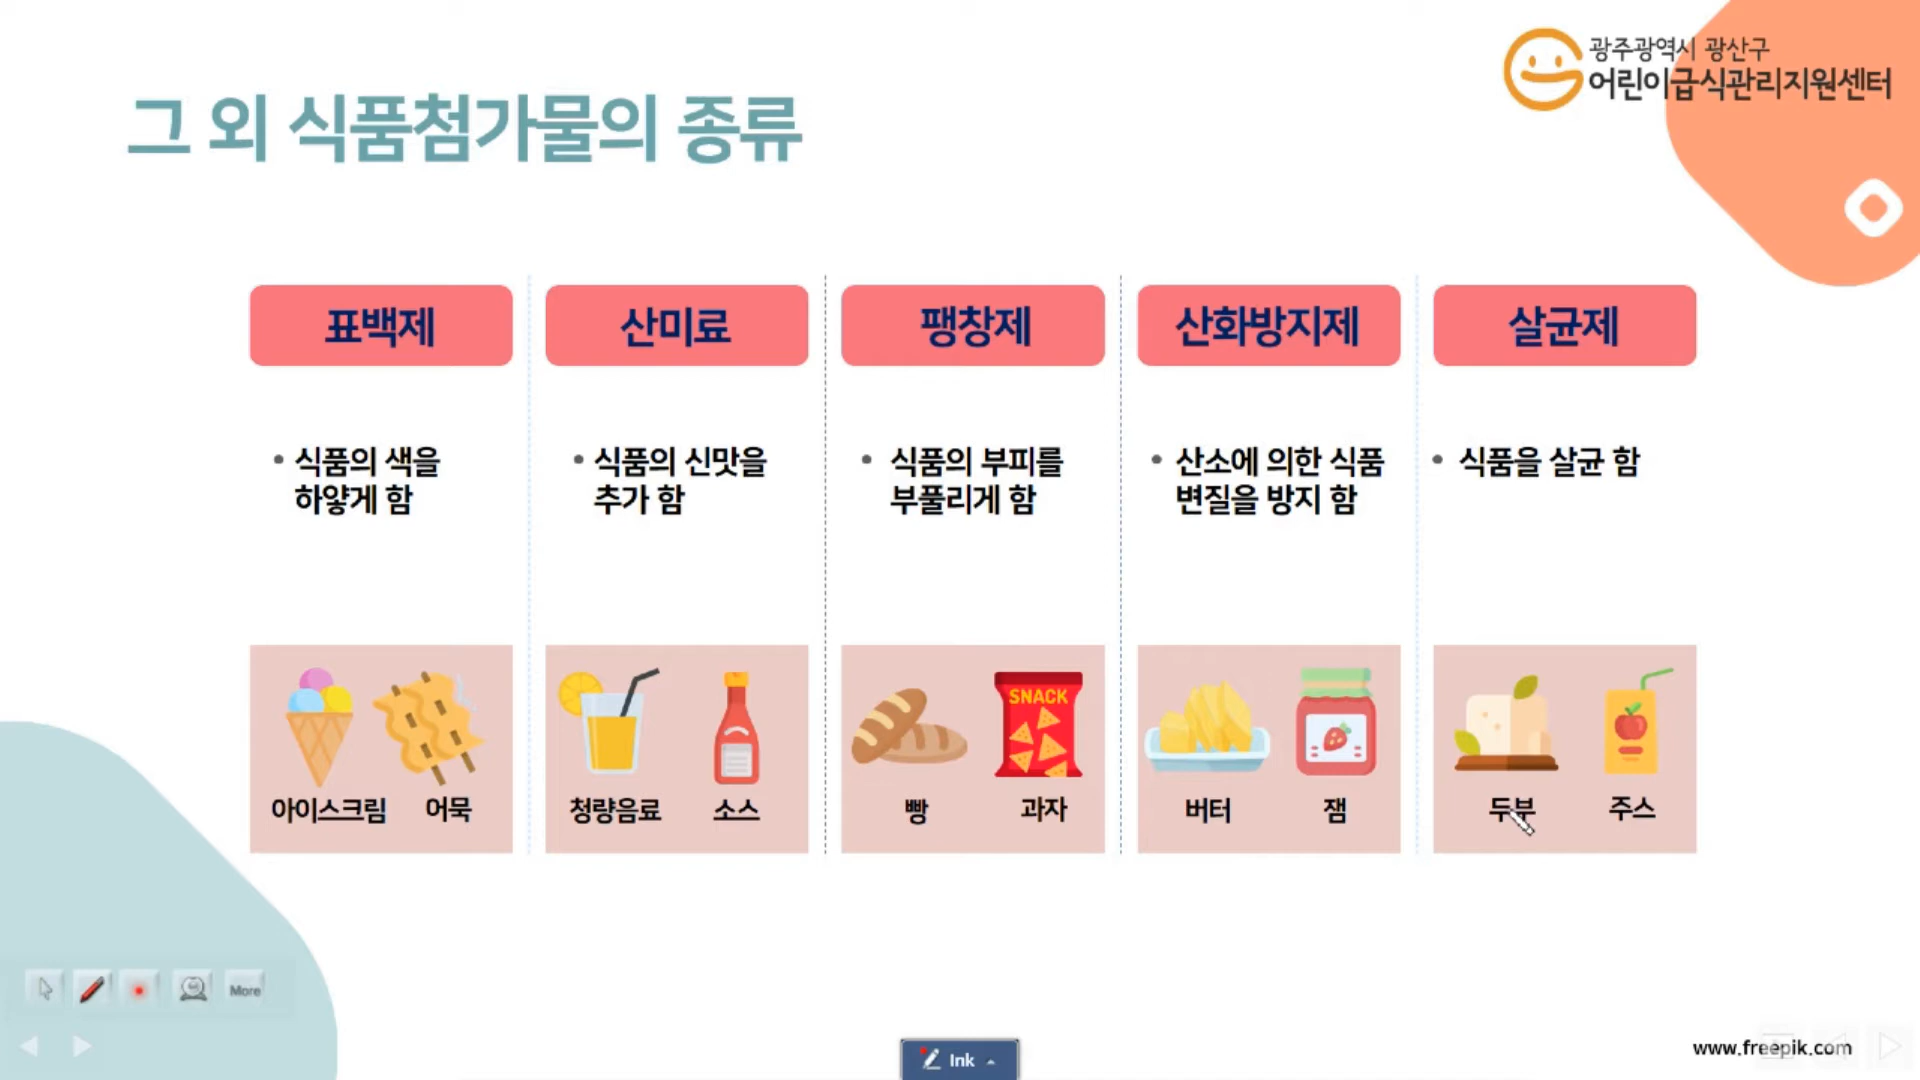 광주광역시 광산구
어린이급식관리지원센터
그 외 식품첨가물의 종류
표백제
산미료
팽창제
산화방지제
살균제
• 식품의 색을
하얗게 함
• 식품의 신맛을
추가 함
• 식품의 부피를
부풀리게 함
• 산소에 의한 식품
변질을 방지 함
• 식품을 살균 함
SNACK
아이스크림 어묵
청량음료 소스
빵 과자
버터 잼
두부 주스
More
Ink
www.freepik.com